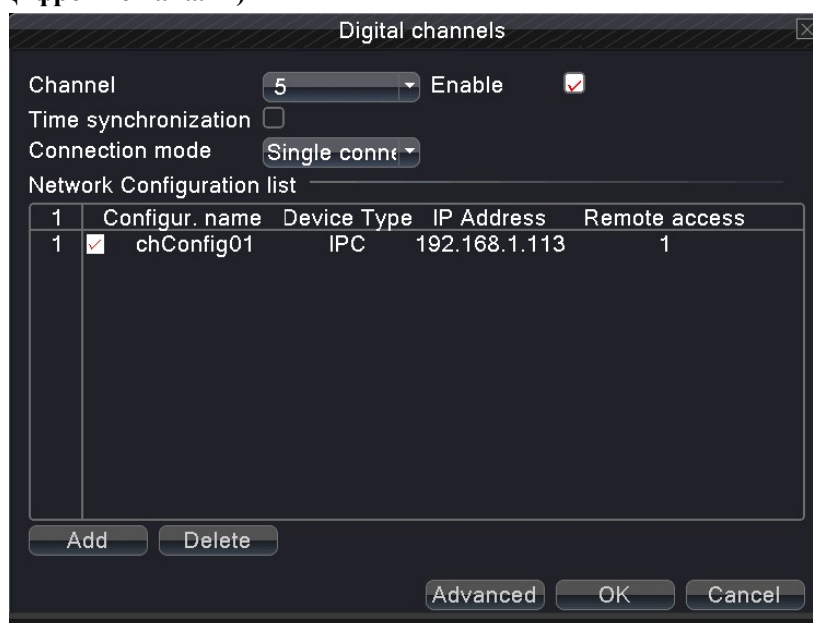 Digital channels
Channel 5 Enable
Time synchronization
Connection mode Single conne
Network Configuration list
1 Configur. name Device Type IP Address Remote access
1 chConfig01 IPC 192.168.1.113 1
Add Delete
Advanced OK Cancel